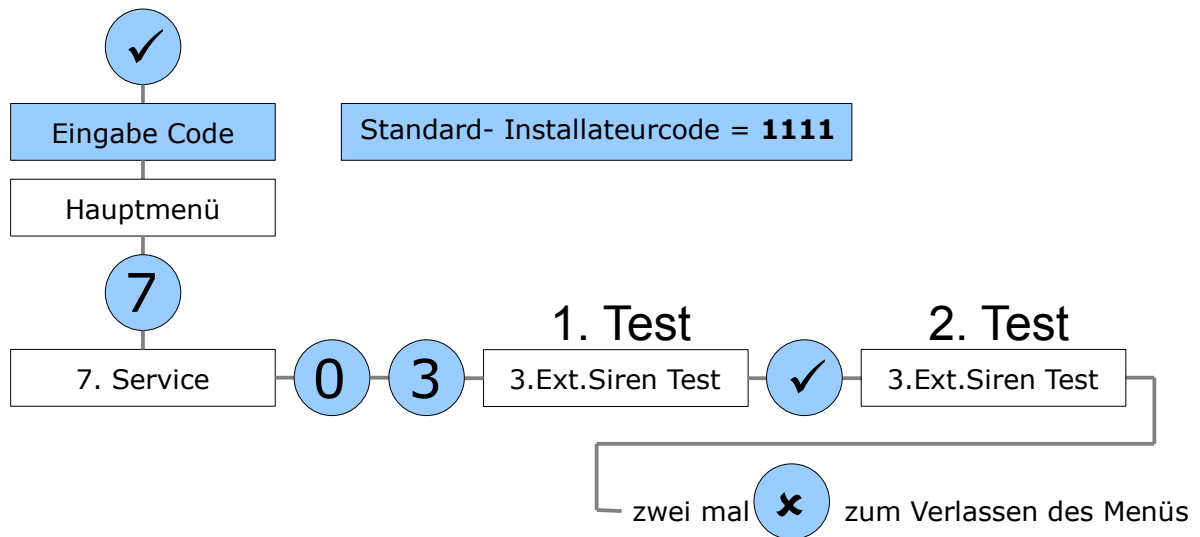 ✓
Eingabe Code
Standard- Installateurcode = 1111
Hauptmenü
7
1. Test
2. Test
7. Service
0
3
3.Ext.Siren Test
✓
3.Ext.Siren Test
zwei mal ✘ zum Verlassen des Menüs